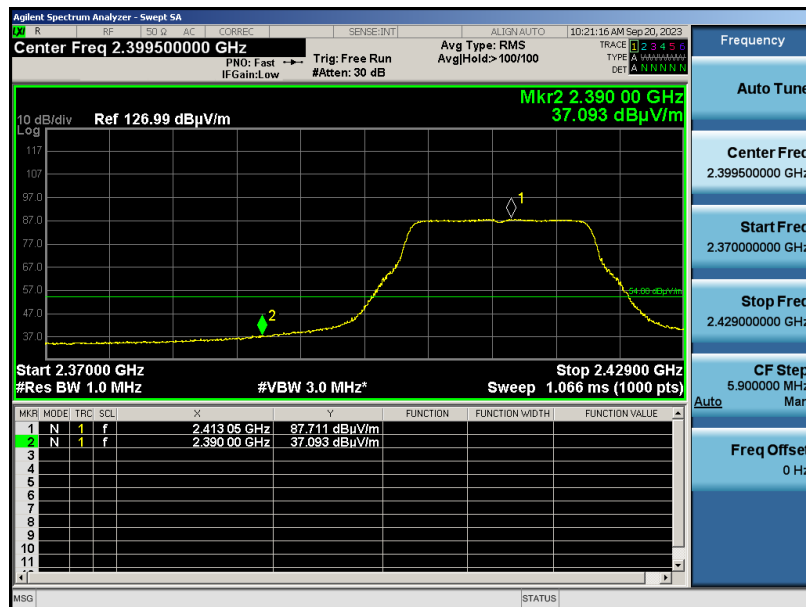 Agilent Spectrum Analyzer - Swept SA
LXI R RF 50 Ω AC CORREC SENSE:INT ALIGN AUTO 10:21:16 AM Sep 20, 2023
Center Freq 2.399500000 GHz
PNO: Fast
IFGain:Low
Trig: Free Run
#Atten: 30 dB
Avg Type: RMS
Avg|Hold:>100/100
TRACE 1 2 3 4 5 6
TYPE A WWWWW
DET A N N N N N
Mkr2 2.390 00 GHz
37.093 dBµV/m
10 dB/div Ref 126.99 dBµV/m
Log
117
107
97.0
87.0
77.0
67.0
57.0
47.0
37.0
1
2
54.00 dBµV/m
Start 2.37000 GHz Stop 2.42900 GHz
#Res BW 1.0 MHz #VBW 3.0 MHz* Sweep 1.066 ms (1000 pts)
MKR MODE TRC SCL X Y FUNCTION FUNCTION WIDTH FUNCTION VALUE
1 N 1 f 2.413 05 GHz 87.711 dBµV/m
2 N 1 f 2.390 00 GHz 37.093 dBµV/m
3
4
5
6
7
8
9
10
11
MSG STATUS
Frequency
Auto Tune
Center Freq
2.399500000 GHz
Start Freq
2.370000000 GHz
Stop Freq
2.429000000 GHz
CF Step
5.900000 MHz
Auto Man
Freq Offset
0 Hz